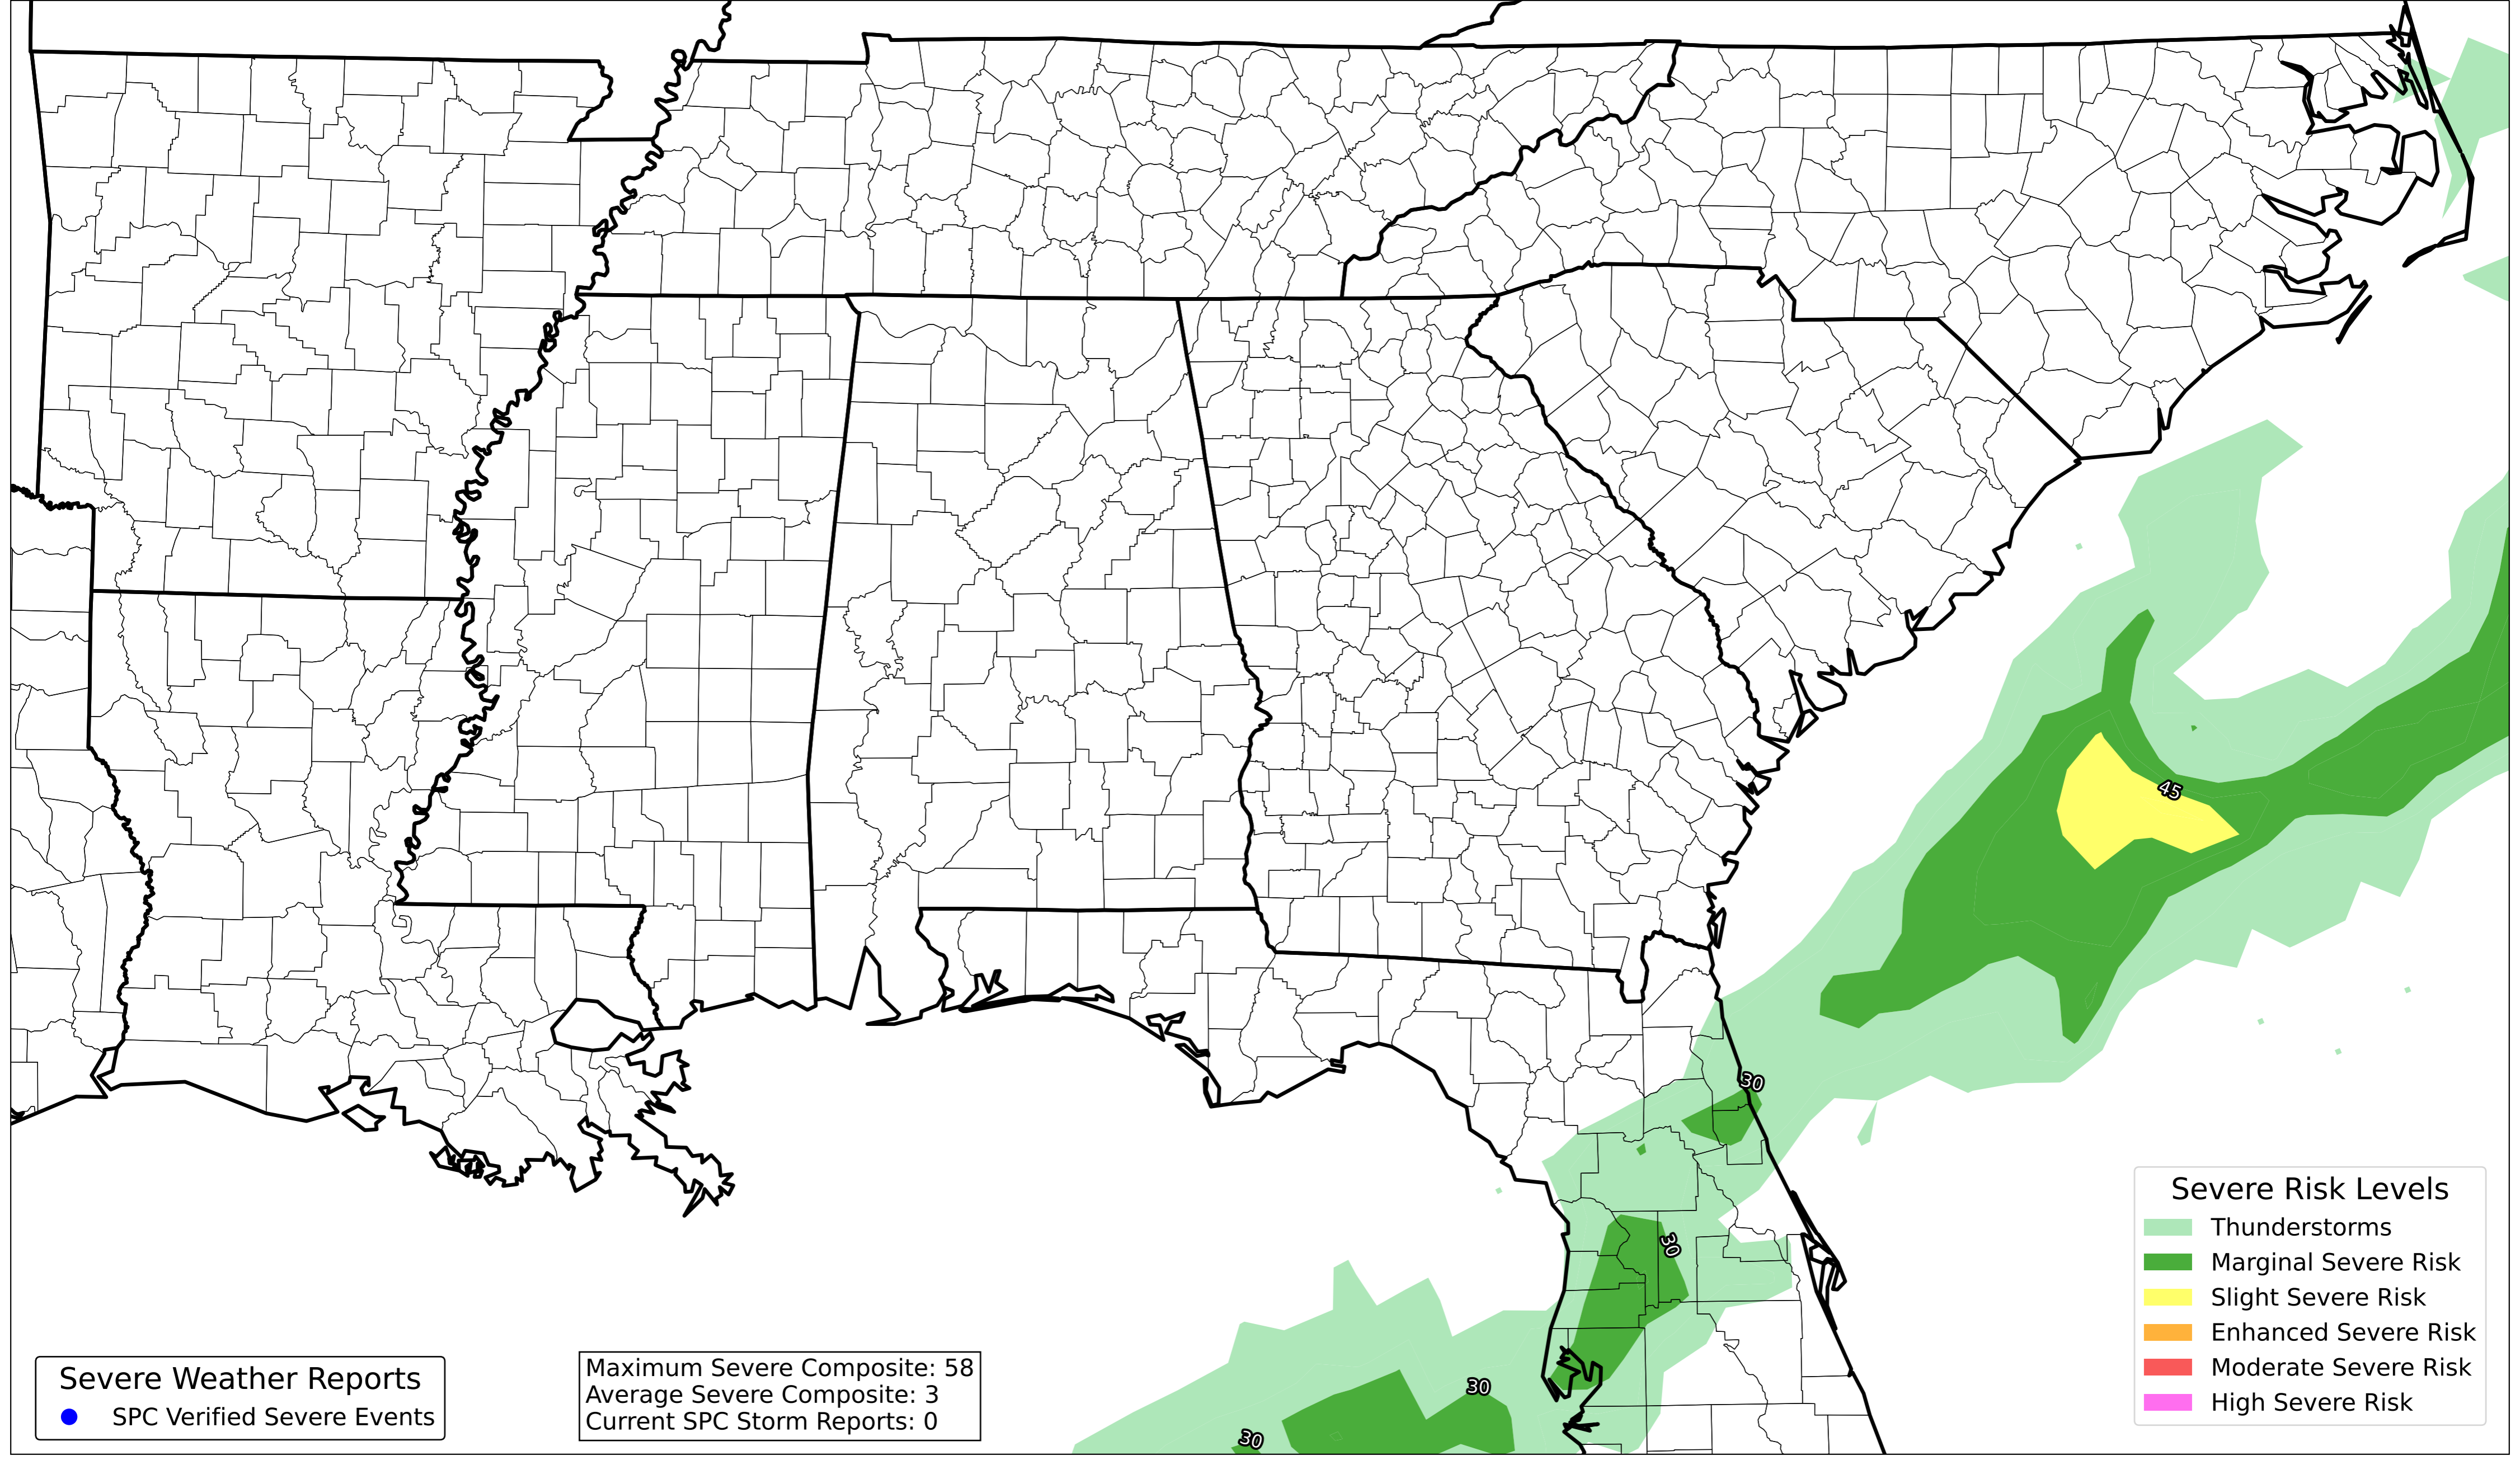 45
30
30
30
30
Severe Risk Levels
Thunderstorms
Marginal Severe Risk
Slight Severe Risk
Enhanced Severe Risk
Moderate Severe Risk
High Severe Risk
Severe Weather Reports
SPC Verified Severe Events
Maximum Severe Composite: 58
Average Severe Composite: 3
Current SPC Storm Reports: 0